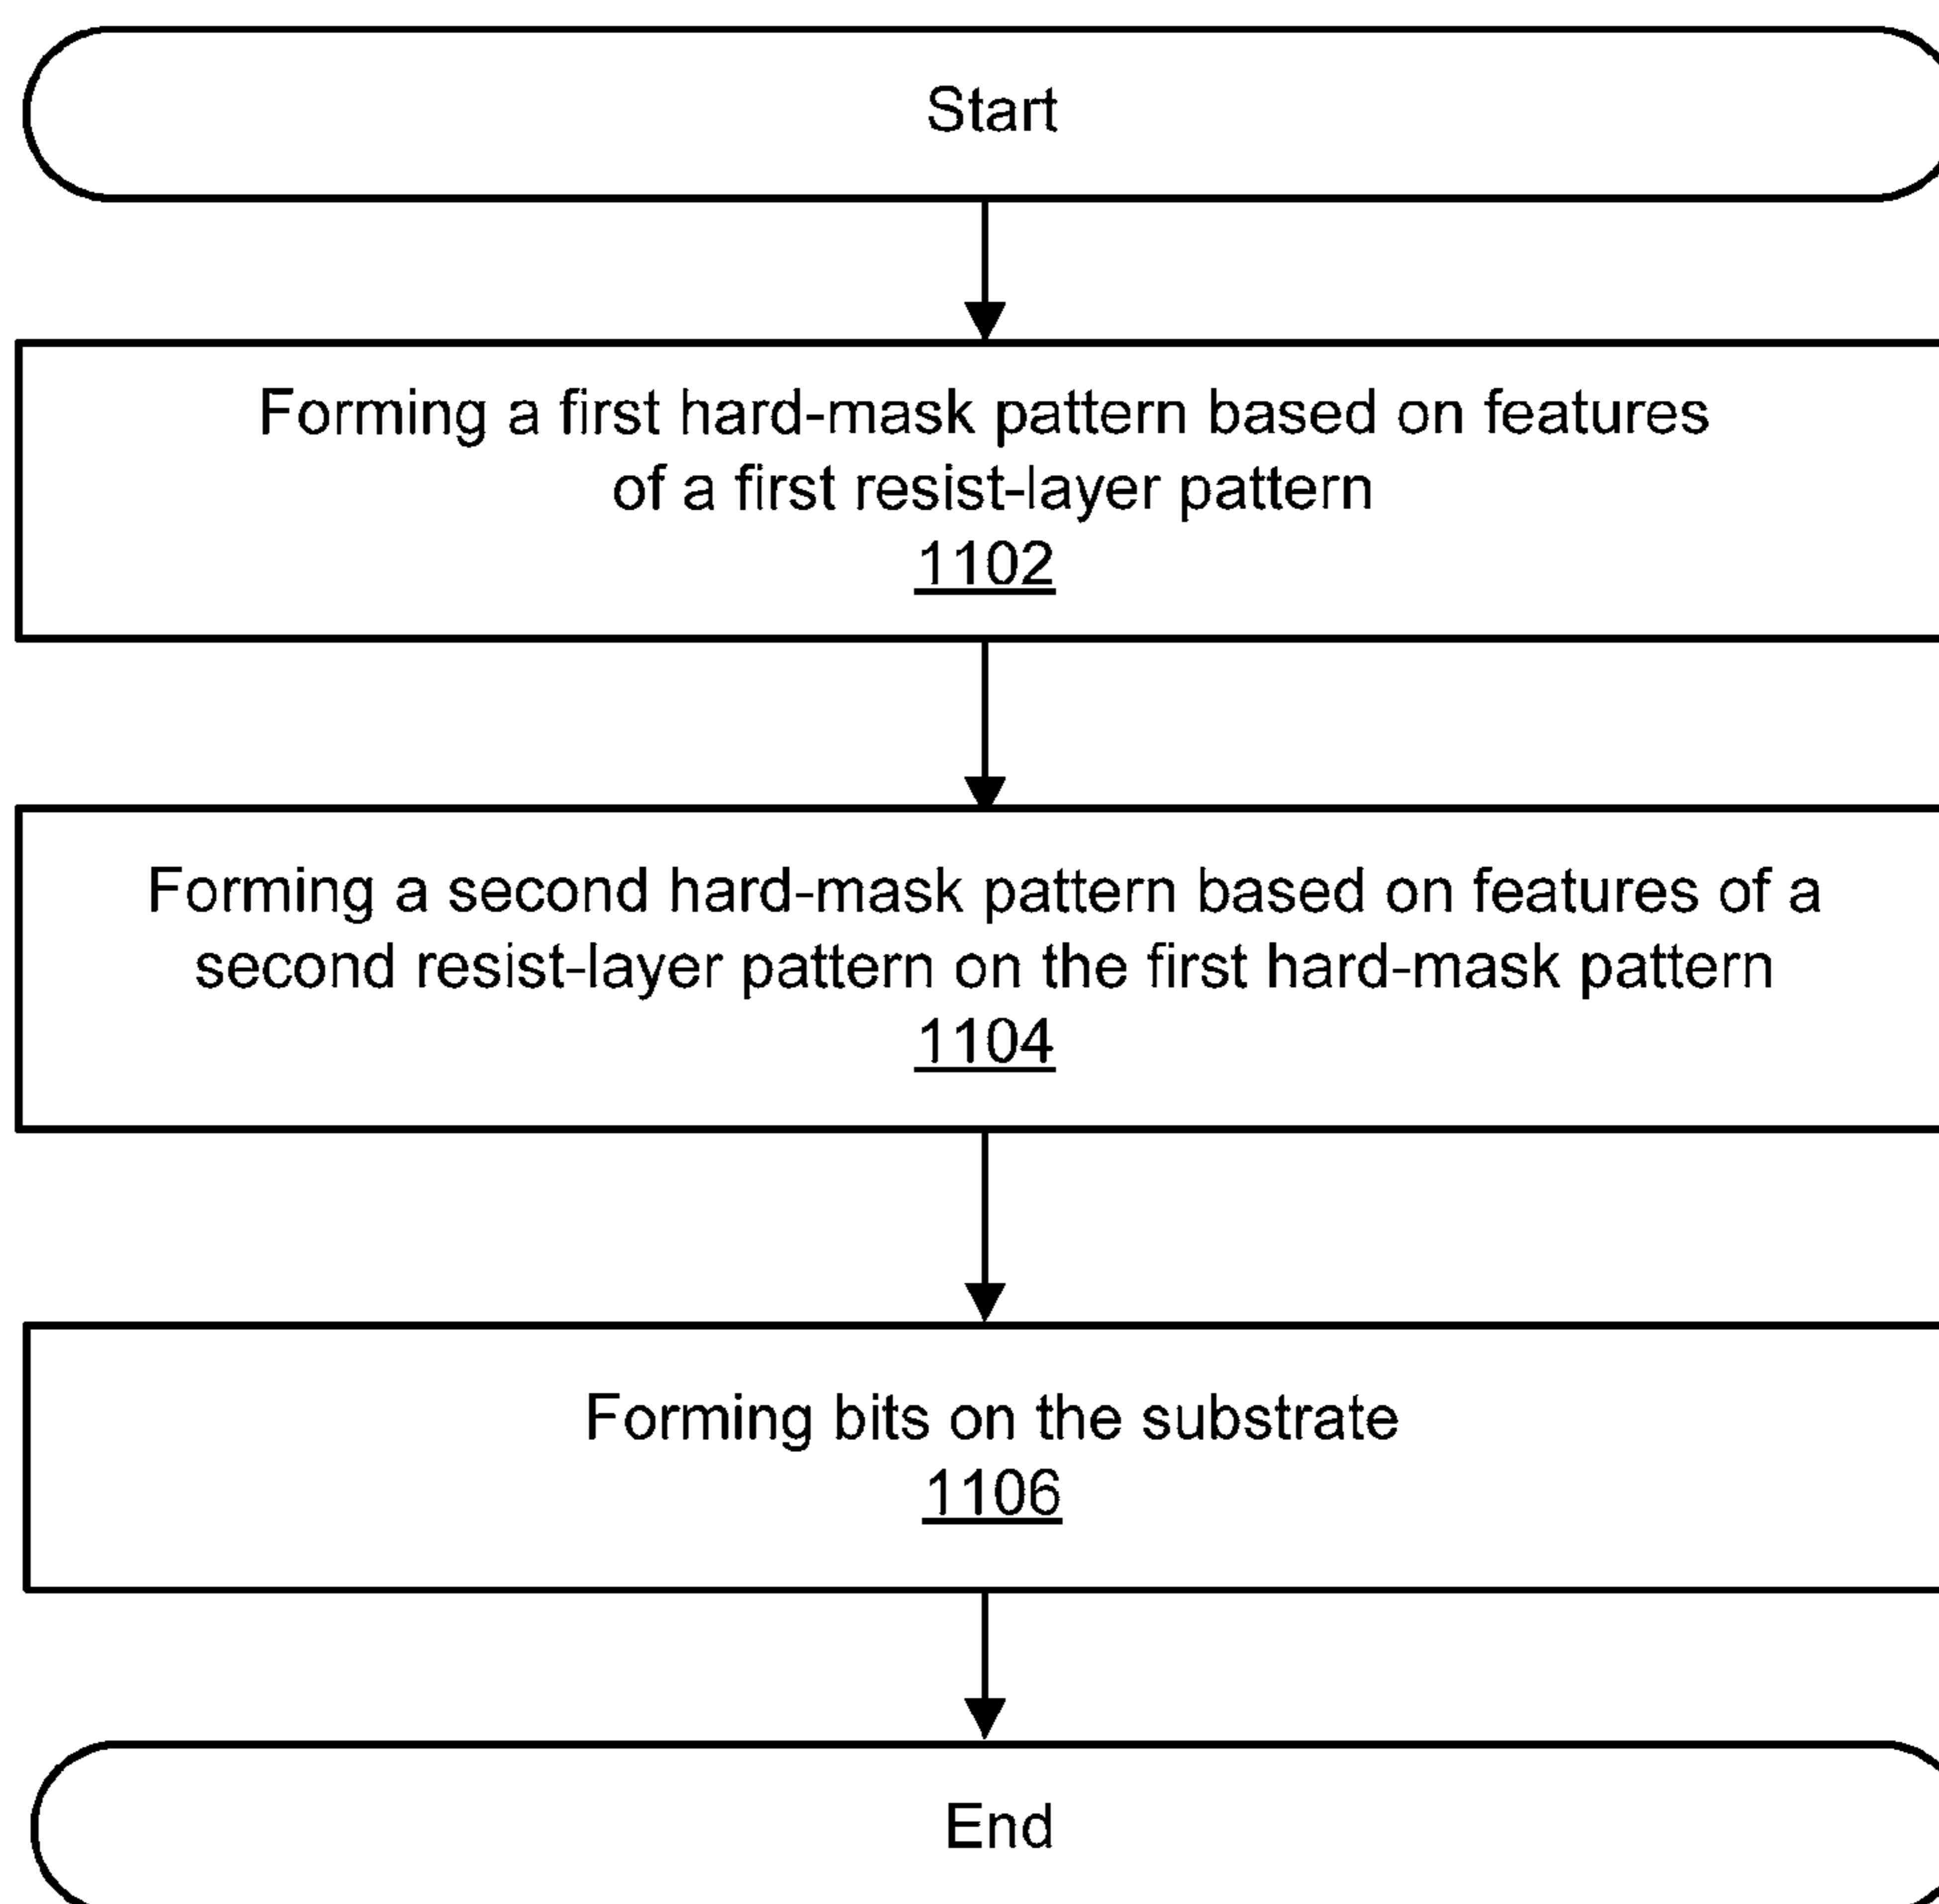 Start
Forming a first hard-mask pattern based on features
of a first resist-layer pattern
1102
Forming a second hard-mask pattern based on features of a
second resist-layer pattern on the first hard-mask pattern
1104
Forming bits on the substrate
1106
End